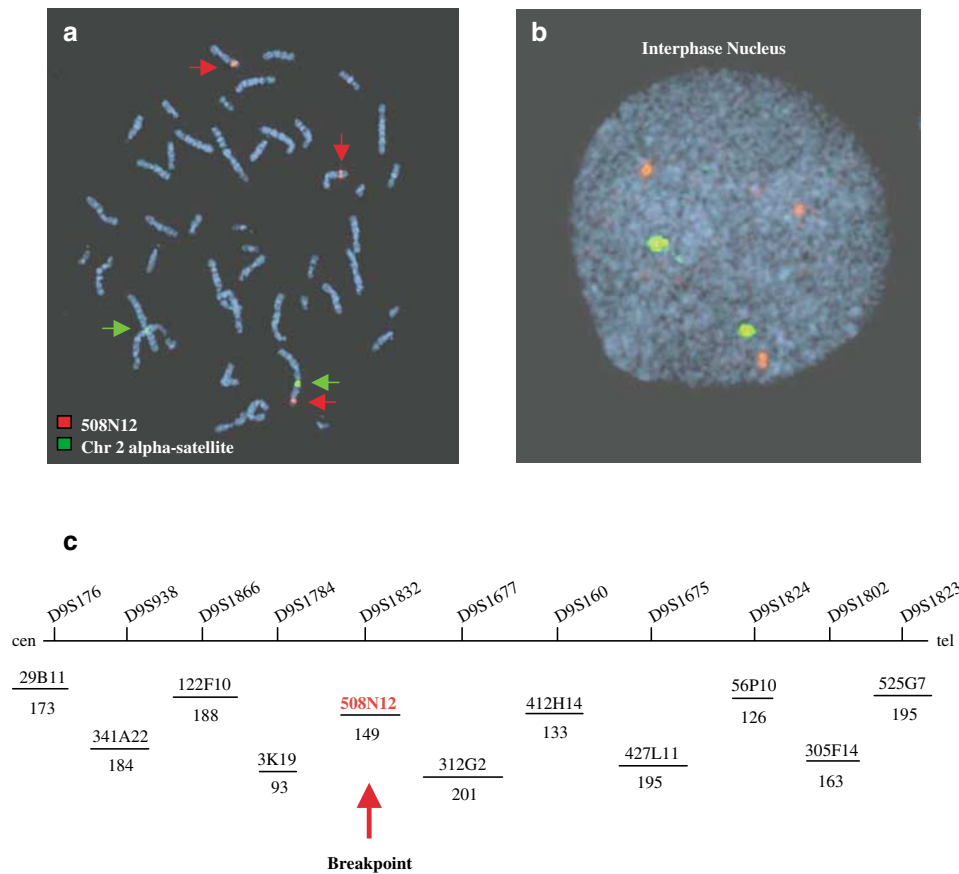 a
508N12
Chr 2 alpha-satellite
b
Interphase Nucleus
c
D9S176 D9S938 D9S1866 D9S1784 D9S1832 D9S1677 D9S160 D9S1675 D9S1824 D9S1802 D9S1823
cen tel
29B11 122F10 508N12 412H14 56P10 525G7
173 188 149 133 126 195
341A22 3K19 312G2 427L11 305F14
184 93 201 195 163
Breakpoint